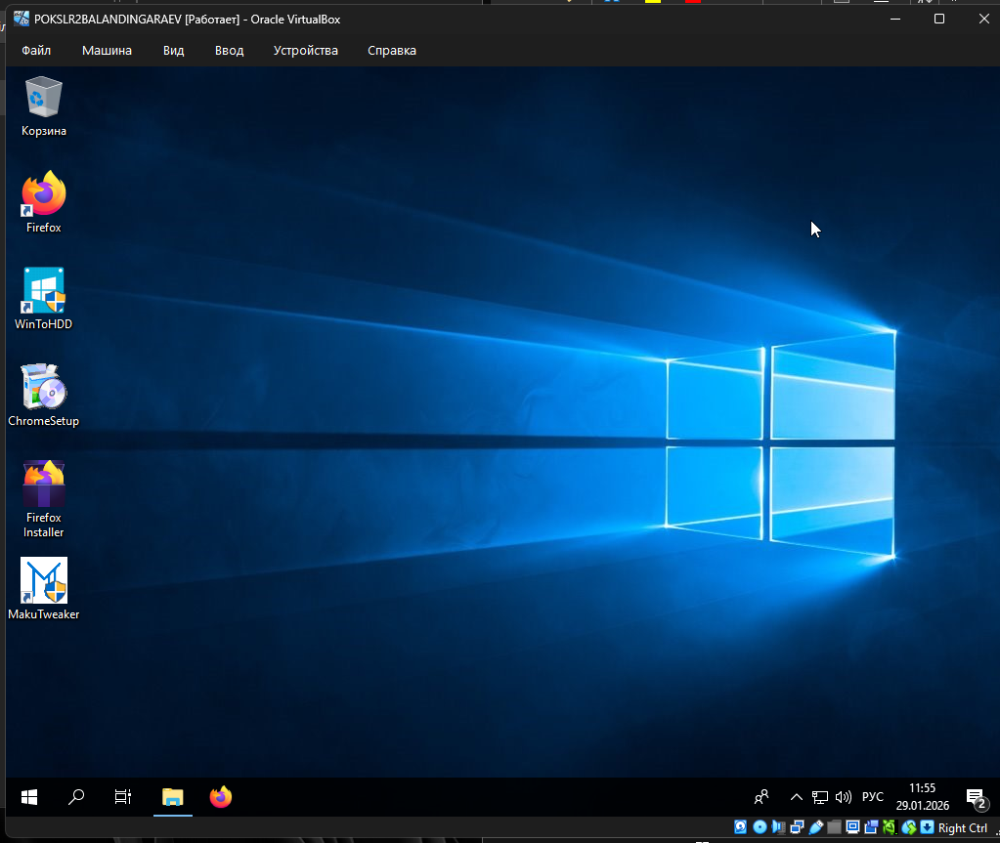 POKSLR2BALANDINGARAEV [Работает] - Oracle VirtualBox
Файл Машина Вид Ввод Устройства Справка
Корзина
Firefox
WinToHDD
ChromeSetup
Firefox
Installer
MakuTweaker
РУС
11:55
29.01.2026
2
Right Ctrl